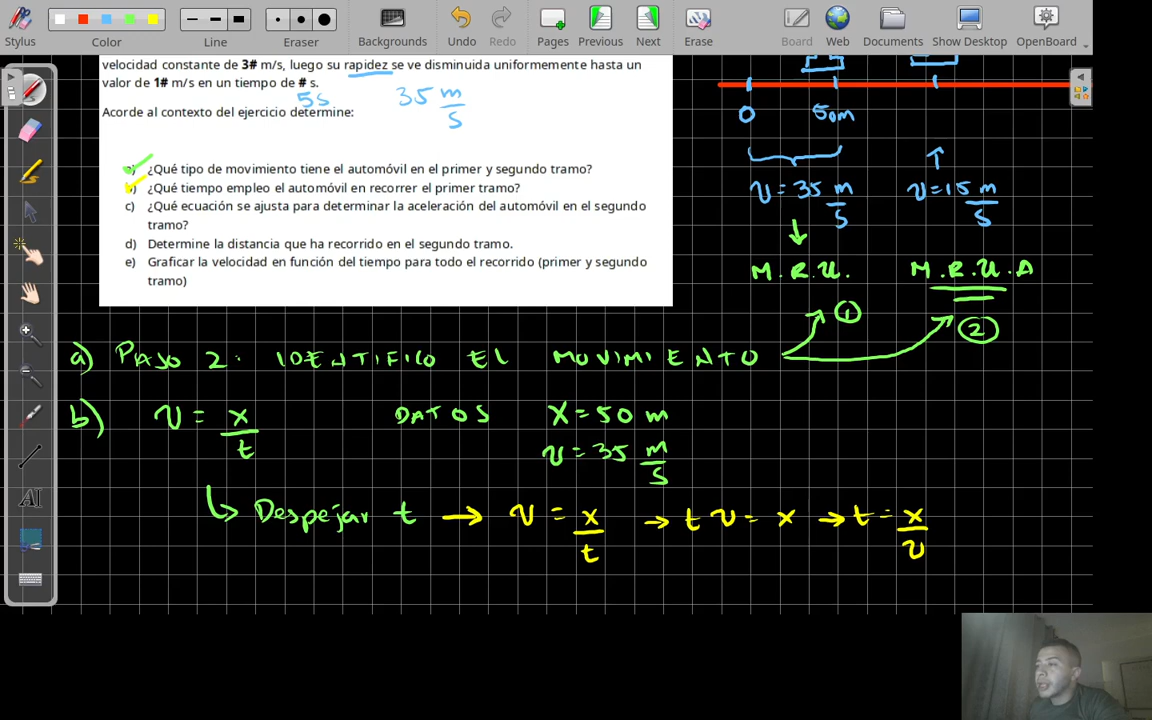 Stylus Color Line Eraser Backgrounds Undo Redo Pages Previous Next Erase Board Web Documents Show Desktop OpenBoard
velocidad constante de 3# m/s, luego su rapidez se ve disminuida uniformemente hasta un
valor de 1# m/s en un tiempo de # s.
5s
35 m/s
Acorde al contexto del ejercicio determine:
a) ¿Qué tipo de movimiento tiene el automóvil en el primer y segundo tramo?
b) ¿Qué tiempo empleo el automóvil en recorrer el primer tramo?
c) ¿Qué ecuación se ajusta para determinar la aceleración del automóvil en el segundo
tramo?
d) Determine la distancia que ha recorrido en el segundo tramo.
e) Graficar la velocidad en función del tiempo para todo el recorrido (primer y segundo
tramo)
0 50m
v = 35 m/s v = 15 m/s
M.R.U. M.R.U.A
1
2
a) PASO 2: IDENTIFICO EL MOVIMIENTO
b) v = x/t DATOS X = 50 m
v = 35 m/s
↳ Despejar t → v = x/t → t v = x → t = x/v
AI